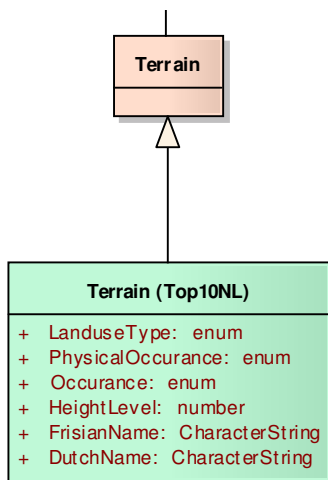 Terrain
Terrain (Top10NL)
+ LanduseType: enum
+ PhysicalOccurance: enum
+ Occurance: enum
+ HeightLevel: number
+ FrisianName: CharacterString
+ DutchName: CharacterString